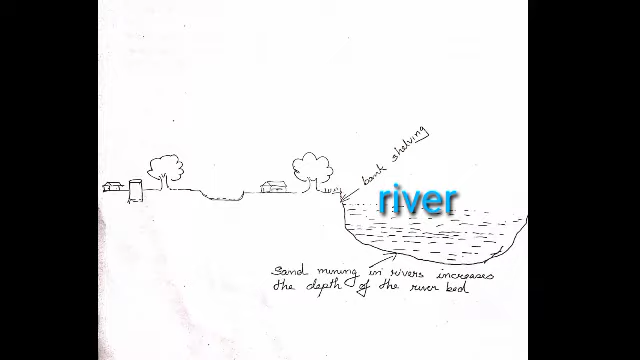 bank shelving
river
Sand mining in rivers increases
the depth of the river bed